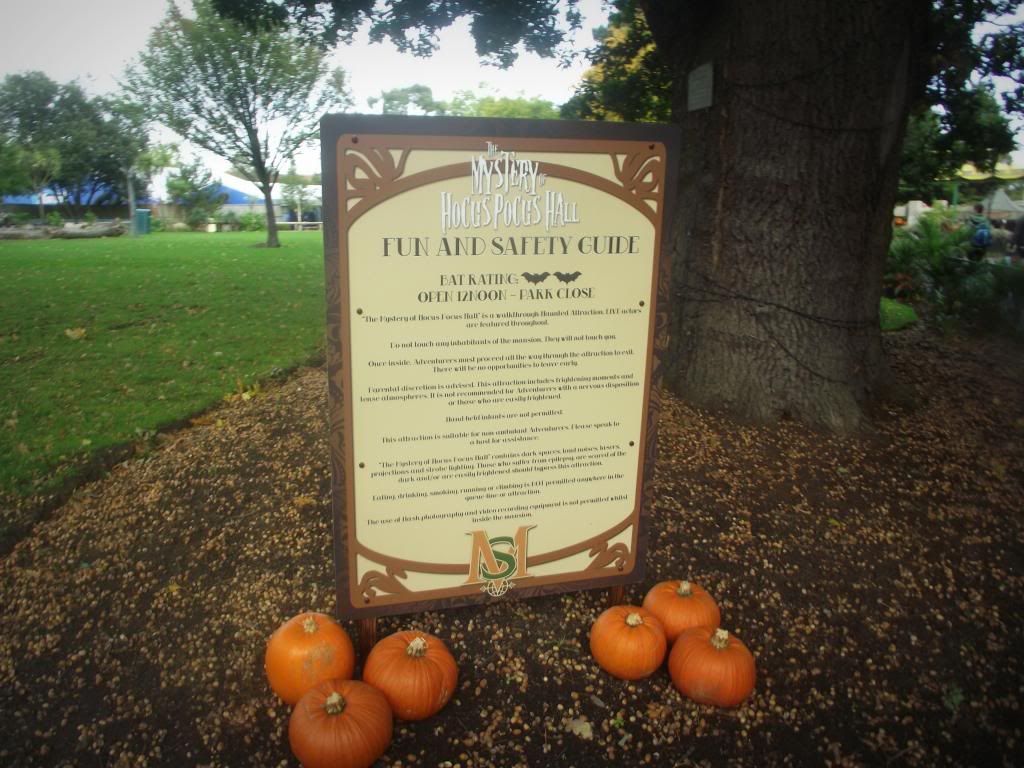 THE
MYSTERY OF
HOCUS POCUS HALL
FUN AND SAFETY GUIDE
BAT RATING:
OPEN 12NOON - PARK CLOSE
"The Mystery of Hocus Pocus Hall" is a walkthrough Haunted Attraction. LIVE actors
are featured throughout.
Do not touch any inhabitants of the mansion. They will not touch you.
Once inside, Adventurers must proceed all the way through the attraction to exit.
There will be no opportunities to leave early.
Parental discretion is advised. This attraction includes frightening moments and
tense atmospheres. It is not recommended for Adventurers with a nervous disposition
or those who are easily frightened.
Hand-held infants are not permitted.
This attraction is suitable for non-ambulant Adventurers. Please speak to
a host for assistance.
"The Mystery of Hocus Pocus Hall" contains dark spaces, loud noises, lasers,
projections and strobe lighting. Those who suffer from epilepsy, are scared of the
dark and/or are easily frightened should bypass this attraction.
Eating, drinking, smoking, running or climbing is NOT permitted anywhere in the
queue line or attraction.
The use of flash photography and video recording equipment is not permitted whilst
inside the mansion.
MS